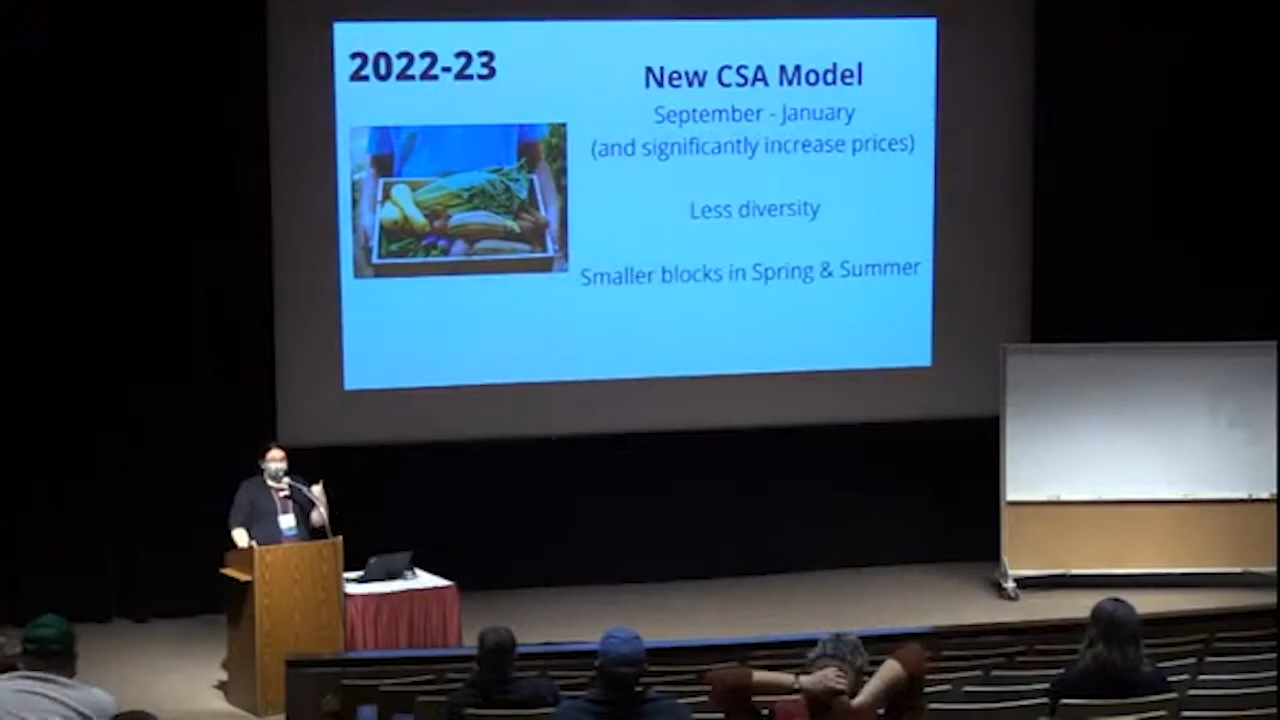 2022-23
New CSA Model
September - January
(and significantly increase prices)
Less diversity
Smaller blocks in Spring & Summer